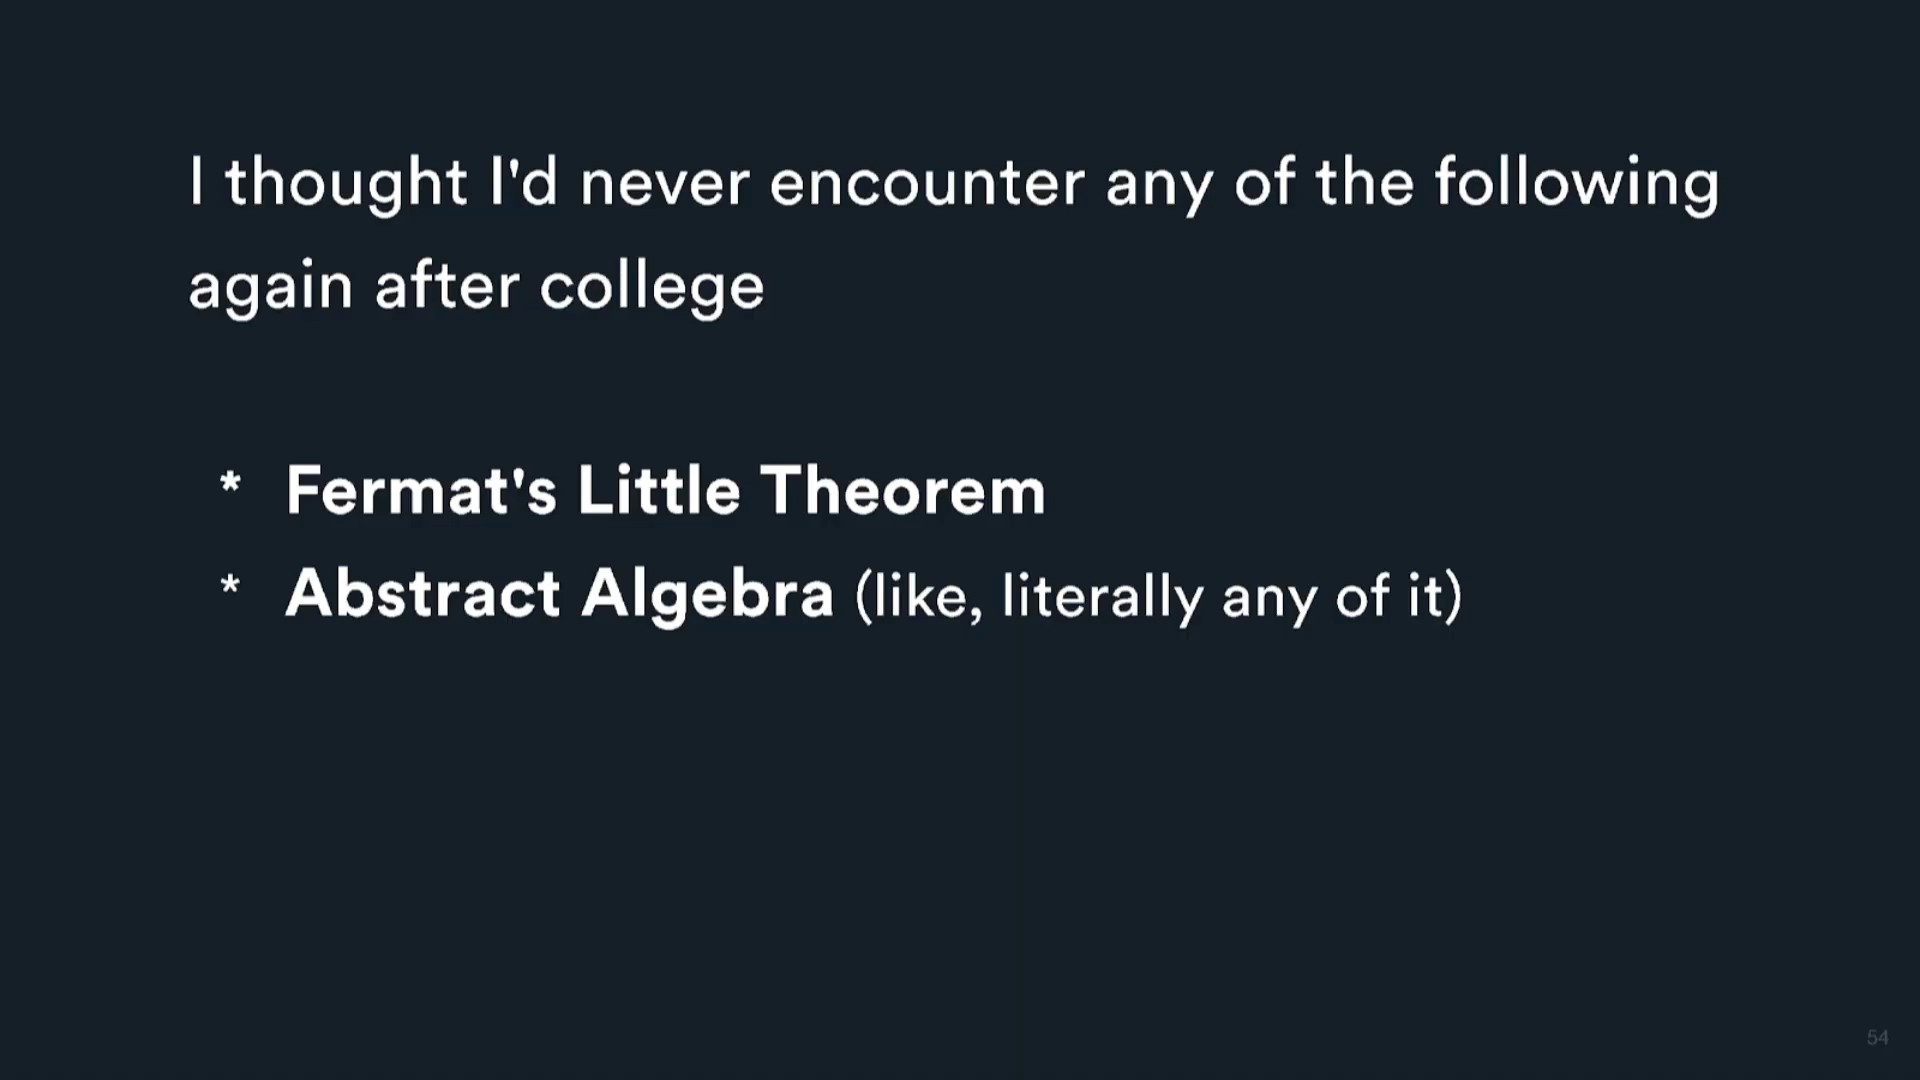 I thought I'd never encounter any of the following
again after college
* Fermat's Little Theorem
* Abstract Algebra (like, literally any of it)
54